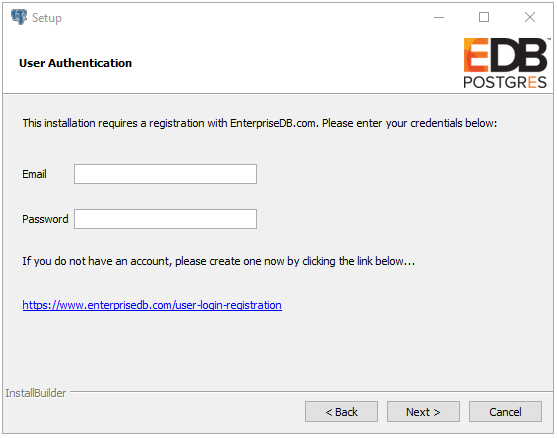 Setup
User Authentication
EDB™
POSTGRES
This installation requires a registration with EnterpriseDB.com. Please enter your credentials below:
Email
Password
If you do not have an account, please create one now by clicking the link below...
https://www.enterprisedb.com/user-login-registration
InstallBuilder
< Back Next > Cancel